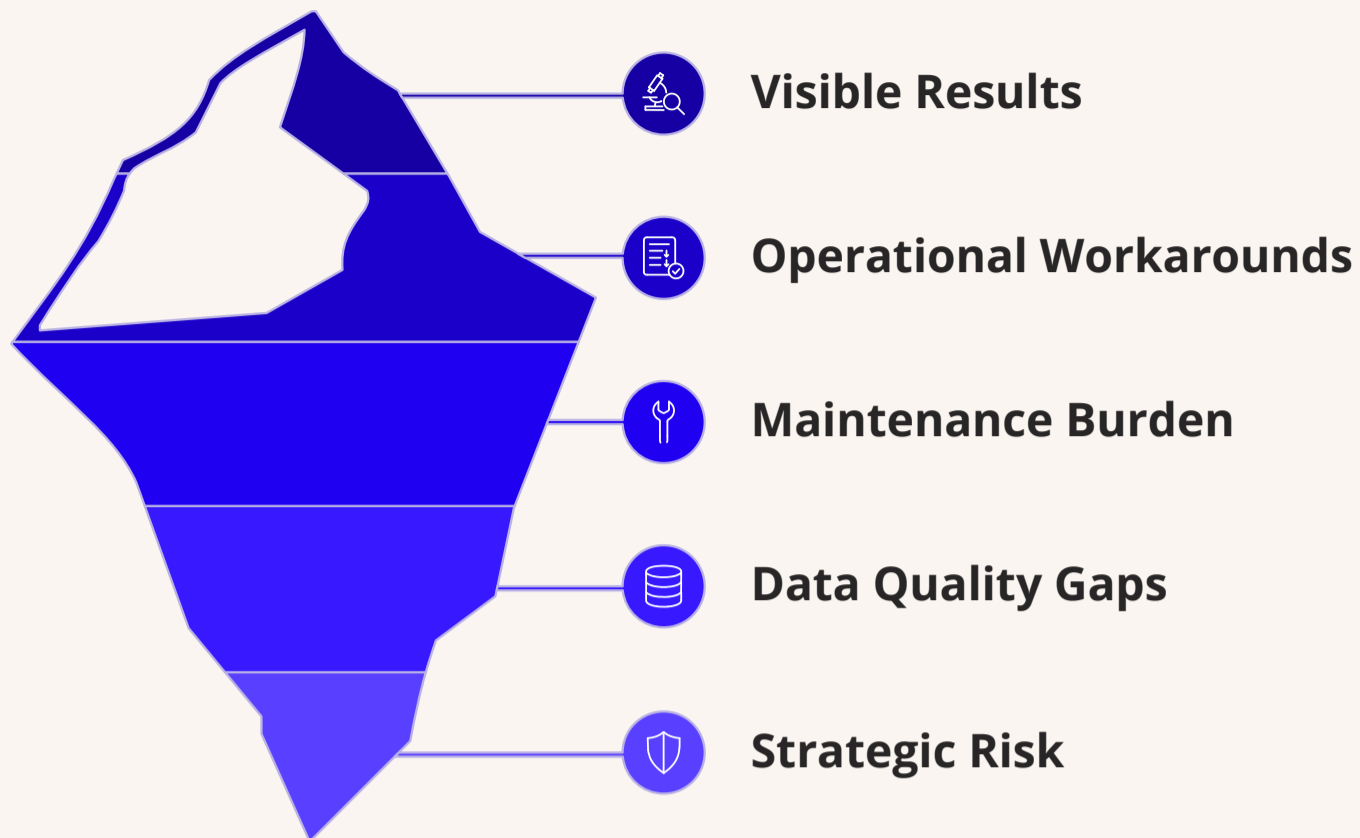 Visible Results
Operational Workarounds
Maintenance Burden
Data Quality Gaps
Strategic Risk